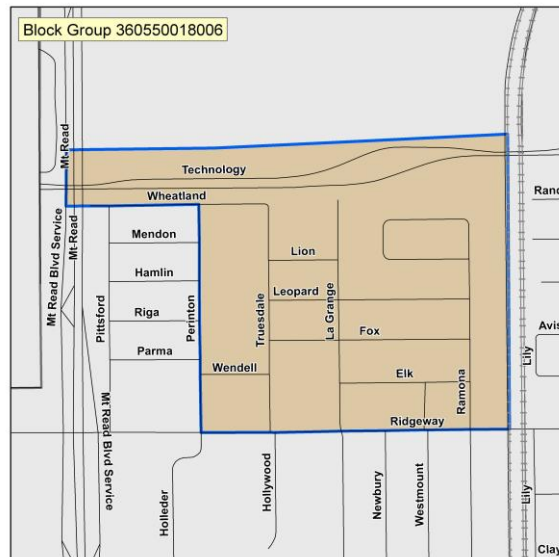 Block Group 360550018006
Mt-Read
Technology
Wheatland
Rand
Mendon
Lion
Hamlin
Leopard
Riga
Fox
Avis
Parma
Wendell
Elk
Ridgeway
Mt Read Blvd Service
Mt-Read
Pittsford
Perinton
Truesdale
La Grange
Ramona
Lily
Mt Read Blvd Service
Holleder
Hollywood
Newbury
Westmount
Lily
Clay